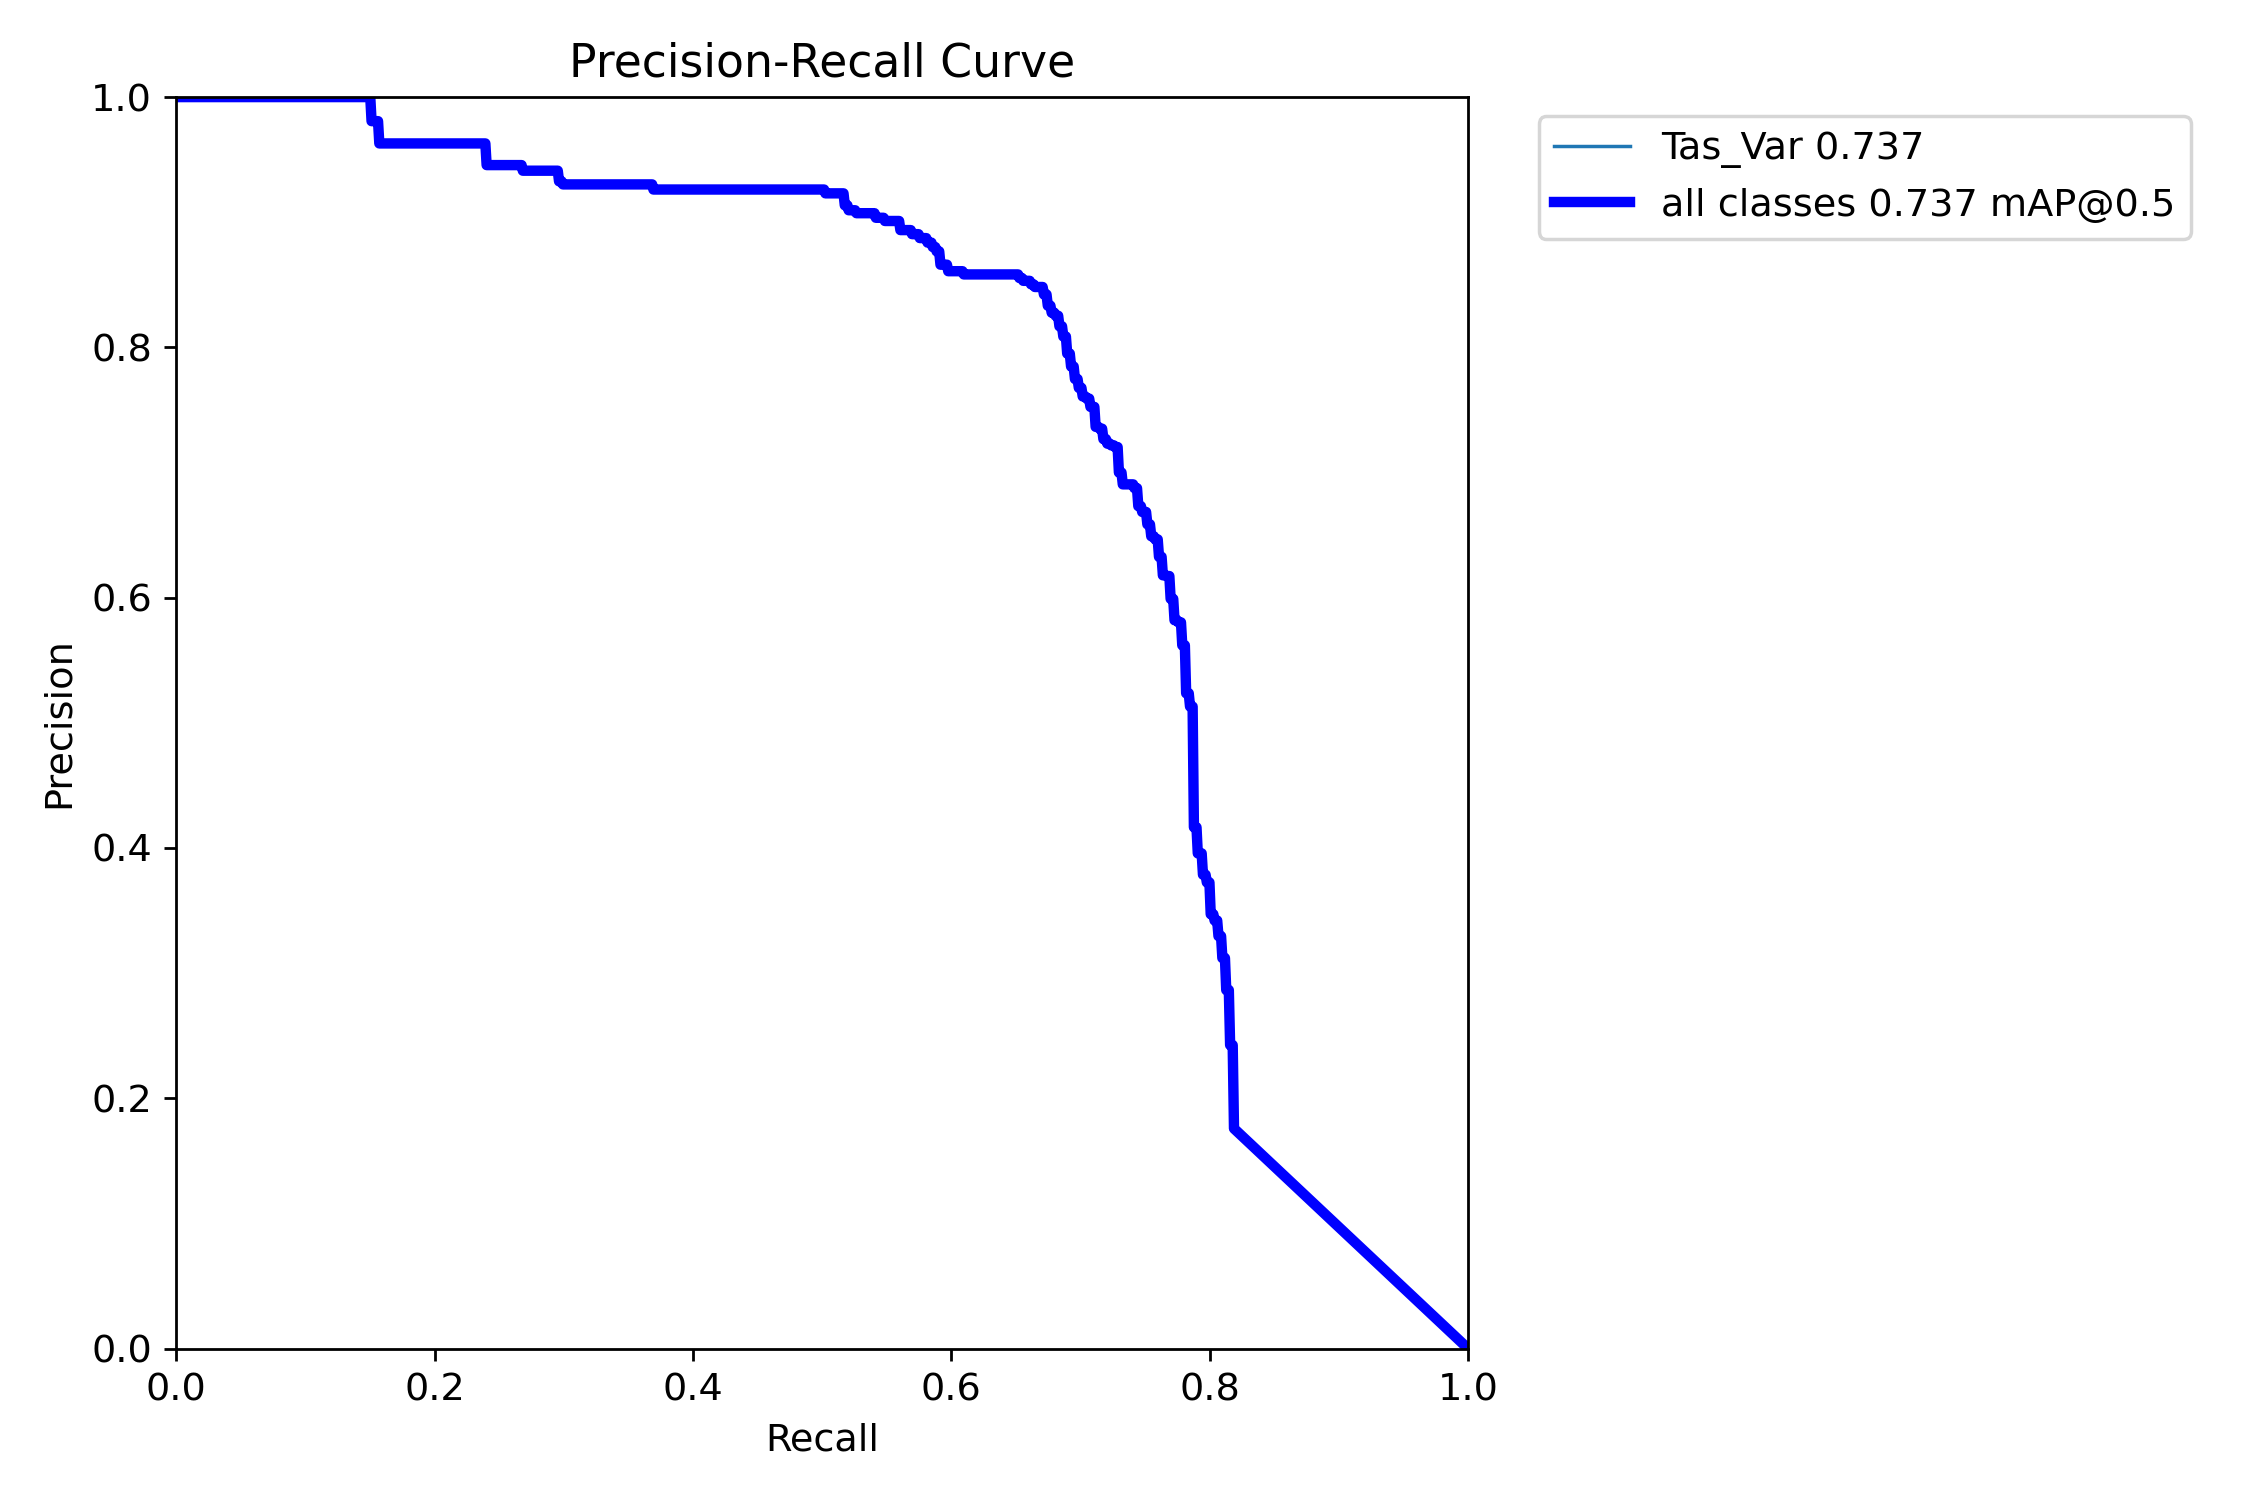 Precision-Recall Curve
1.0
0.8
0.6
0.4
0.2
0.0
Precision
0.0 0.2 0.4 0.6 0.8 1.0
Recall
Tas_Var 0.737
all classes 0.737 mAP@0.5